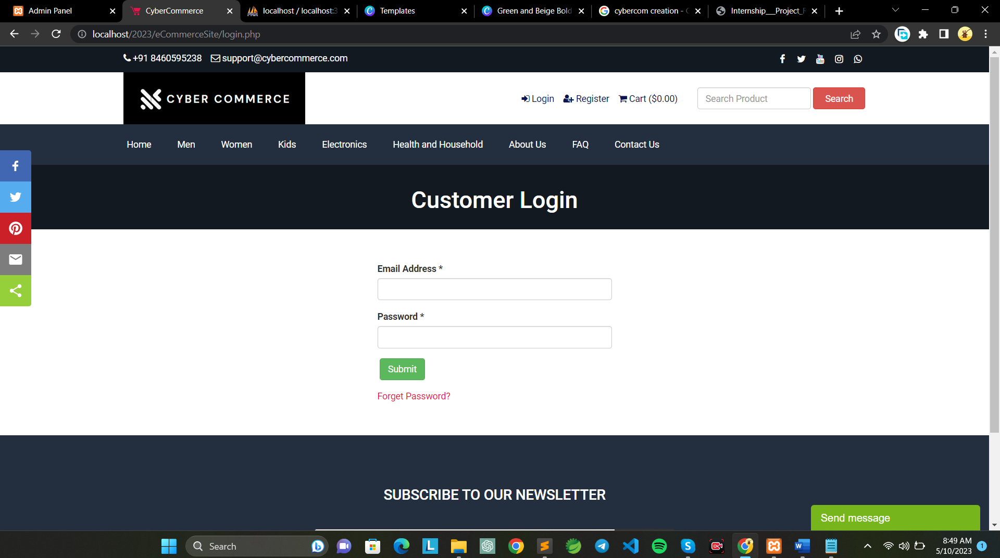 Admin Panel
CyberCommerce
localhost / localhost:3
Templates
Green and Beige Bold
cybercom creation - G
Internship__Project_R
localhost/2023/eCommerceSite/login.php
+91 8460595238 support@cybercommerce.com
You
Tube
CYBER COMMERCE
Login Register Cart ($0.00) Search Product Search
Home Men Women Kids Electronics Health and Household About Us FAQ Contact Us
Customer Login
Email Address *
Password *
Submit
Forget Password?
SUBSCRIBE TO OUR NEWSLETTER
Send message
Search
8:49 AM
5/10/2023
1